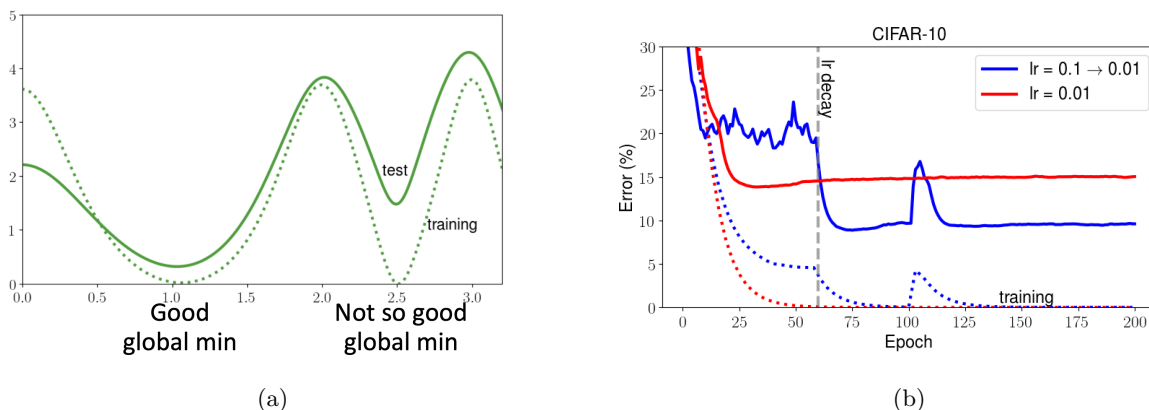 5
4
3
2
1
0
test
training
0.0 0.5 1.0 1.5 2.0 2.5 3.0
Good
global min
Not so good
global min
(a)
CIFAR-10
30
25
20
15
10
5
0
Error (%)
lr decay
lr = 0.1 → 0.01
lr = 0.01
training
0 25 50 75 100 125 150 175 200
Epoch
(b)